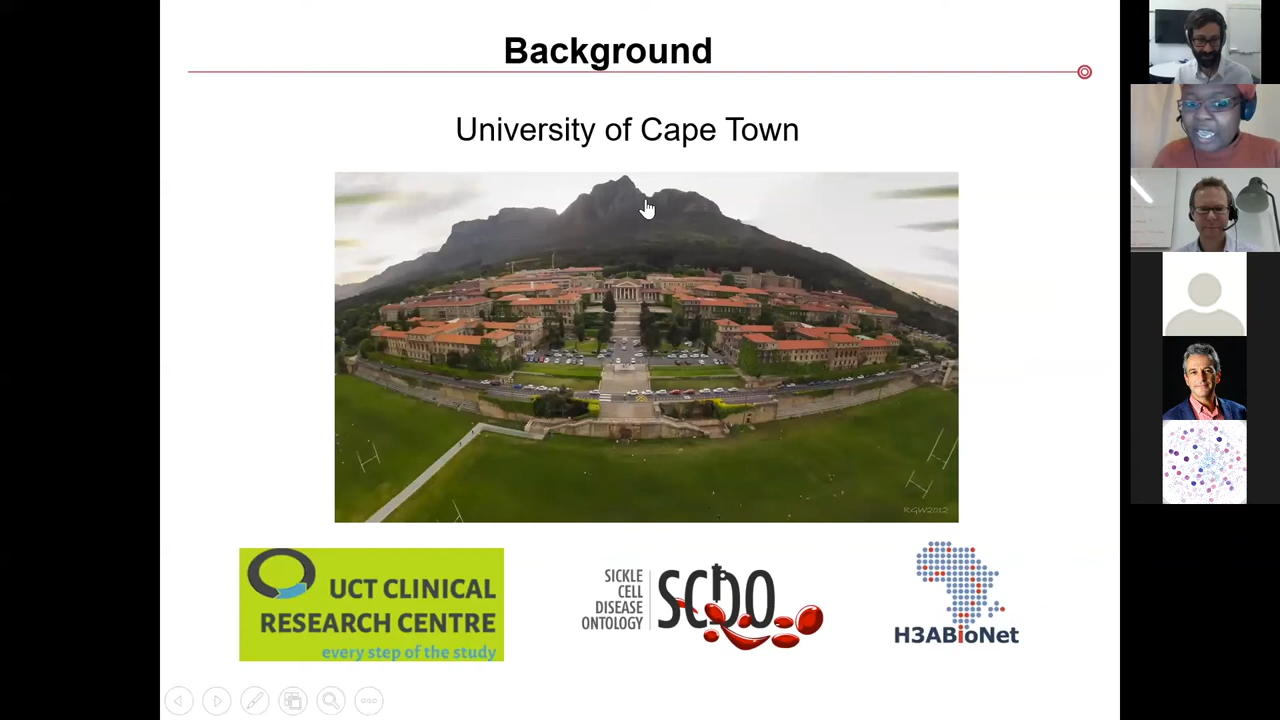 Background
University of Cape Town
RGW2012
UCT CLINICAL
RESEARCH CENTRE
every step of the study
SICKLE
CELL
DISEASE
ONTOLOGY
SCDO
H3ABioNet